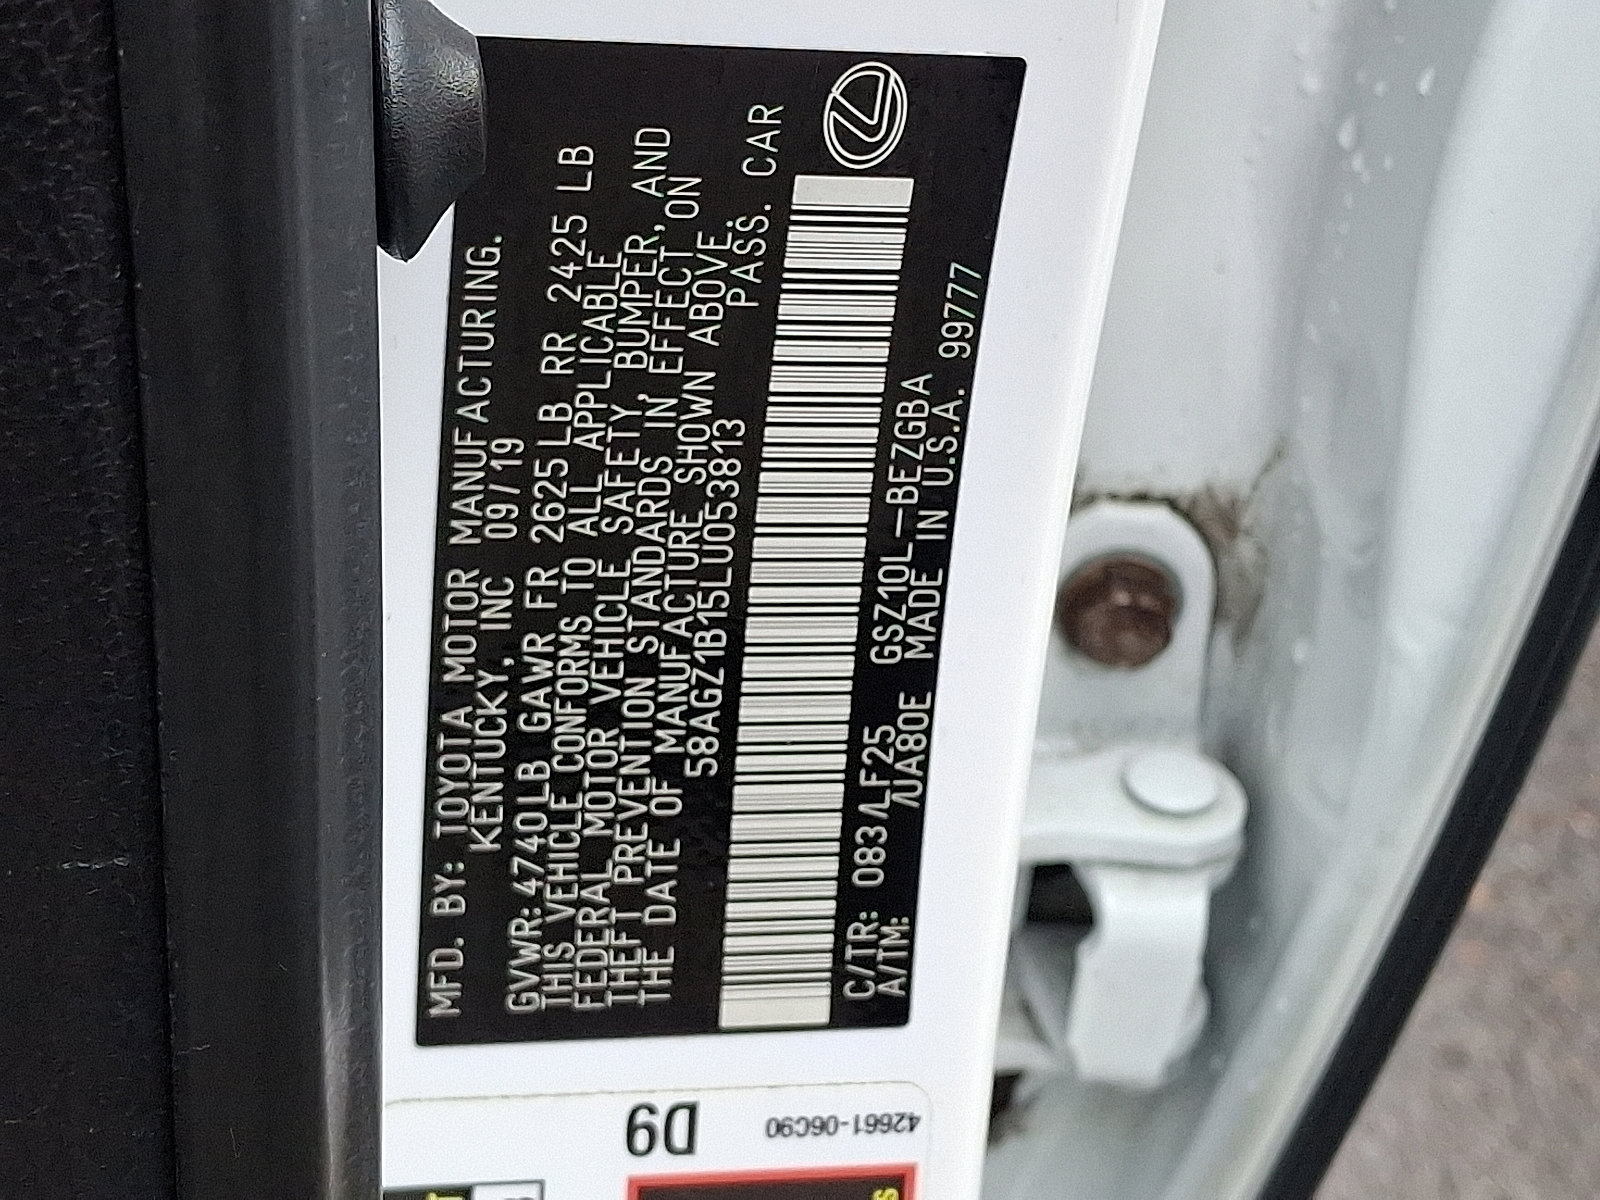 MFD. BY: TOYOTA MOTOR MANUFACTURING.
KENTUCKY, INC 09/19
GVWR: 4740LB GAWR FR 2625LB RR 2425 LB
THIS VEHICLE CONFORMS TO ALL APPLICABLE
FEDERAL MOTOR VEHICLE SAFETY, BUMPER, AND
THEFT PREVENTION STANDARDS IN EFFECT ON
THE DATE OF MANUFACTURE SHOWN ABOVE.
58AGZ1B15LU053813 PASS. CAR
C/TR: 083/LF25 GSZ10L-BEZGBA
A/TM: /UA80E MADE IN U.S.A. 99777
D9
42661-06C90